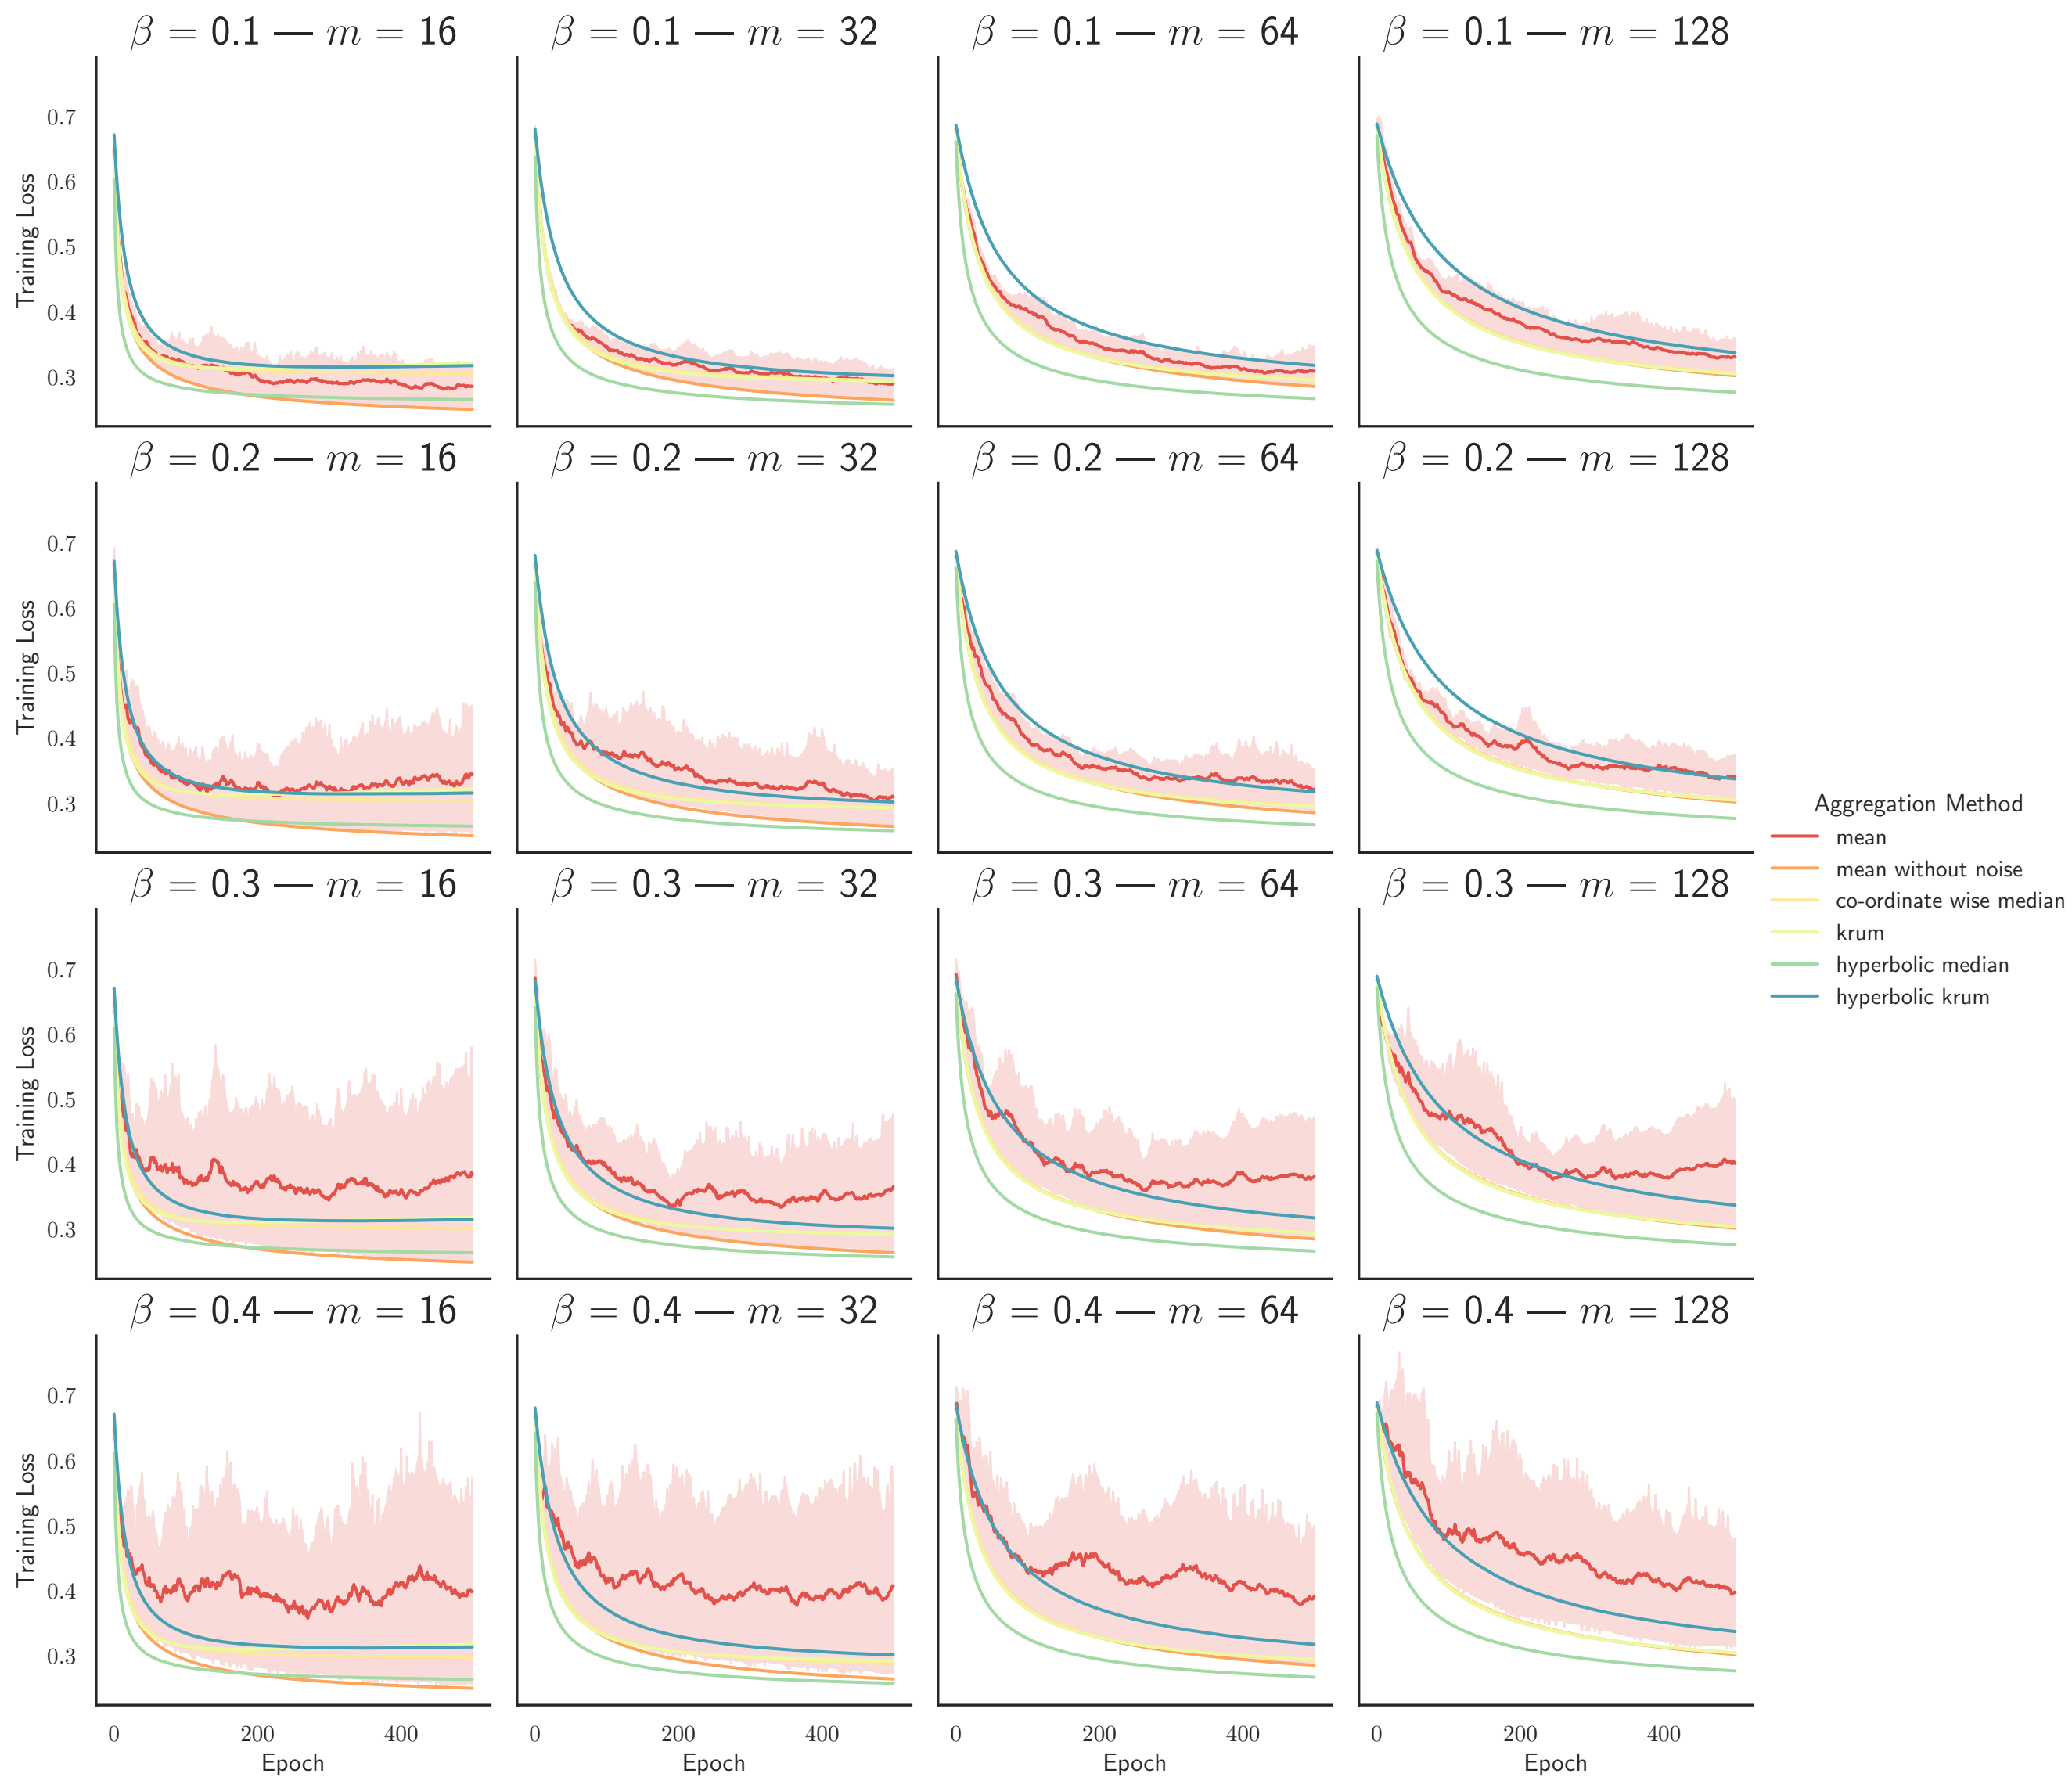 β = 0.1 — m = 16
β = 0.1 — m = 32
β = 0.1 — m = 64
β = 0.1 — m = 128
Training Loss
0.7
0.6
0.5
0.4
0.3
β = 0.2 — m = 16
β = 0.2 — m = 32
β = 0.2 — m = 64
β = 0.2 — m = 128
Training Loss
0.7
0.6
0.5
0.4
0.3
β = 0.3 — m = 16
β = 0.3 — m = 32
β = 0.3 — m = 64
β = 0.3 — m = 128
Training Loss
0.7
0.6
0.5
0.4
0.3
β = 0.4 — m = 16
β = 0.4 — m = 32
β = 0.4 — m = 64
β = 0.4 — m = 128
Training Loss
0.7
0.6
0.5
0.4
0.3
0 200 400
Epoch
0 200 400
Epoch
0 200 400
Epoch
0 200 400
Epoch
Aggregation Method
mean
mean without noise
co-ordinate wise median
krum
hyperbolic median
hyperbolic krum